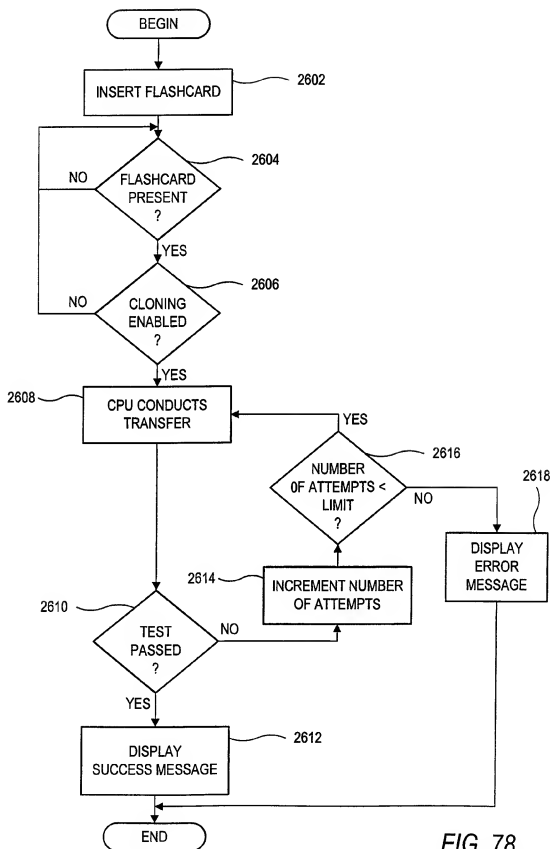 BEGIN
INSERT FLASHCARD
2602
FLASHCARD
PRESENT
?
2604
NO
YES
CLONING
ENABLED
?
2606
NO
YES
2608
CPU CONDUCTS
TRANSFER
YES
NUMBER
OF ATTEMPTS <
LIMIT
?
2616
NO
2618
DISPLAY
ERROR
MESSAGE
2614
INCREMENT NUMBER
OF ATTEMPTS
2610
TEST
PASSED
?
NO
YES
DISPLAY
SUCCESS MESSAGE
2612
END
FIG. 78